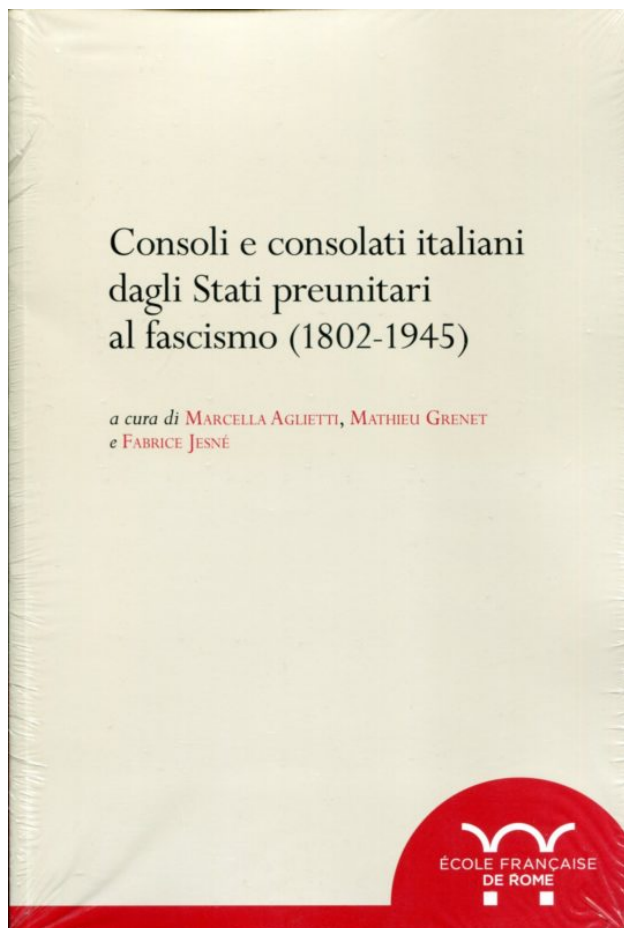 Consoli e consolati italiani
dagli Stati preunitari
al fascismo (1802-1945)
a cura di MARCELLA AGLIETTI, MATHIEU GRENET
e FABRICE JESNÉ
ÉCOLE FRANÇAISE
DE ROME